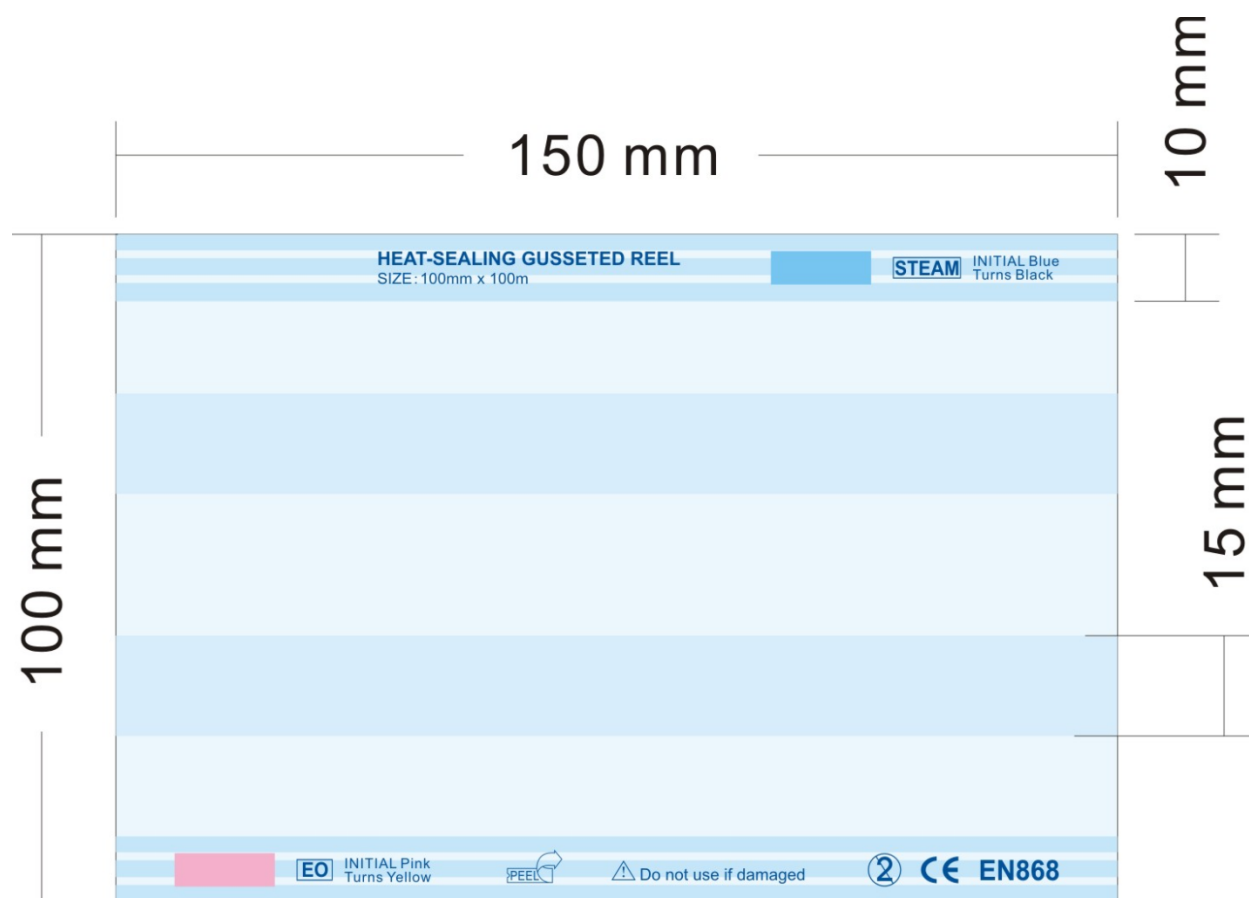 10 mm
150 mm
HEAT-SEALING GUSSETED REEL
SIZE: 100mm x 100m
STEAM
INITIAL Blue
Turns Black
100 mm
15 mm
EO
INITIAL Pink
Turns Yellow
PEEL
Do not use if damaged
2
CE
EN868